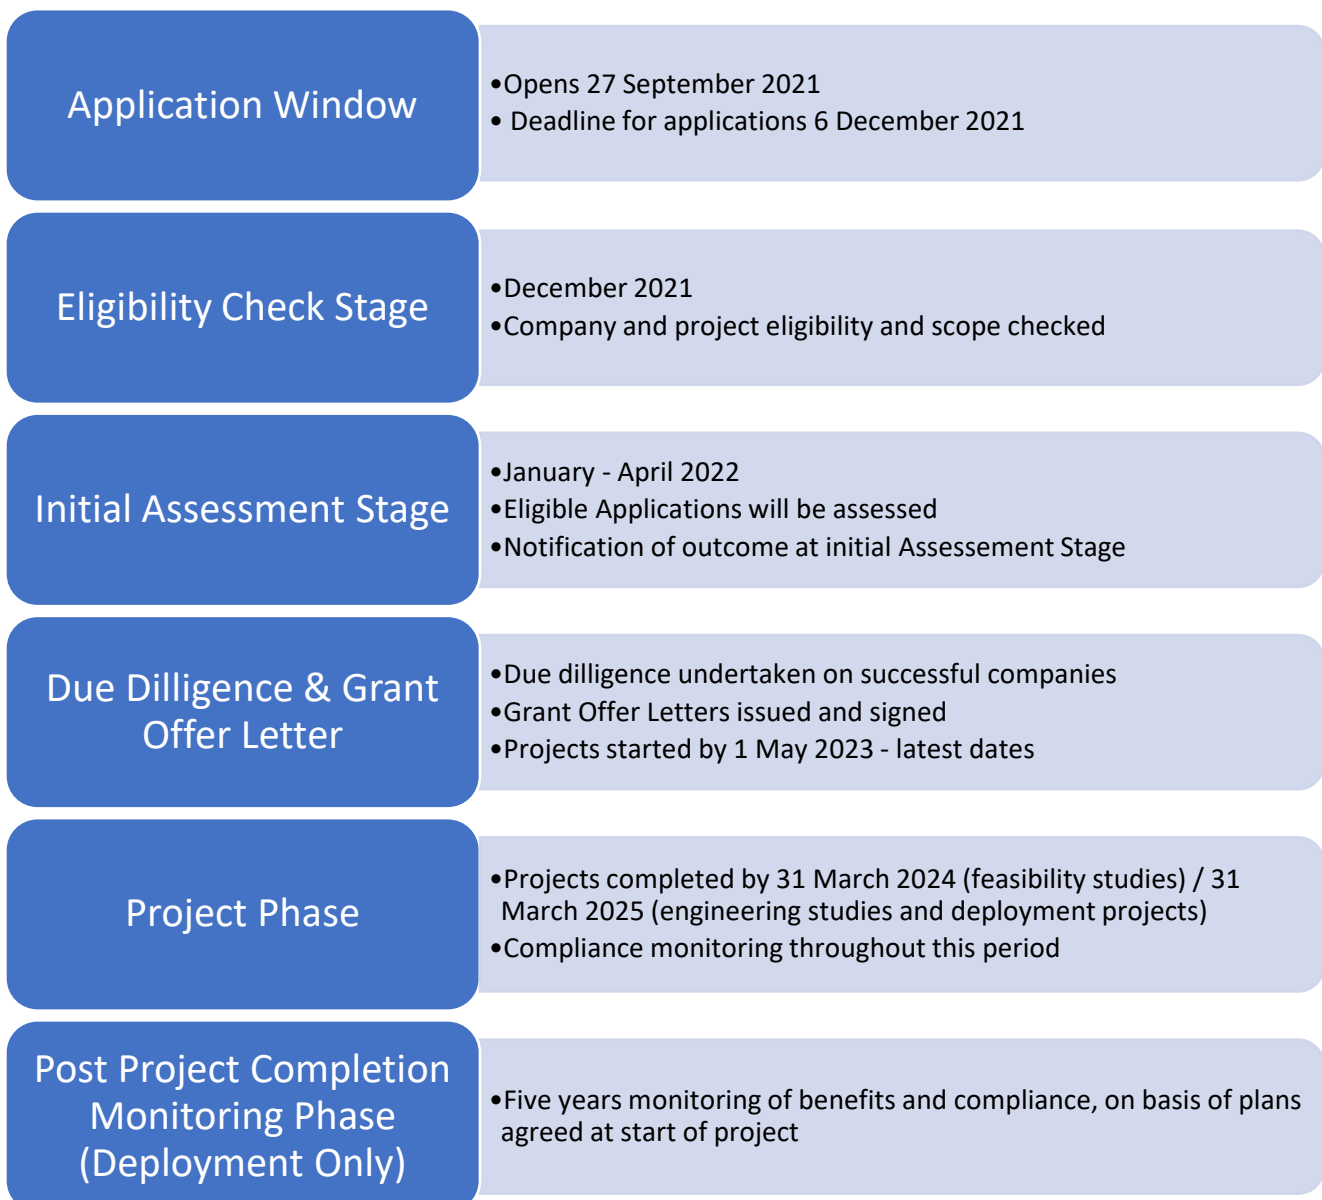 Application Window
•Opens 27 September 2021
• Deadline for applications 6 December 2021
Eligibility Check Stage
•December 2021
•Company and project eligibility and scope checked
Initial Assessment Stage
•January - April 2022
•Eligible Applications will be assessed
•Notification of outcome at initial Assessement Stage
Due Dilligence & Grant
Offer Letter
•Due dilligence undertaken on successful companies
•Grant Offer Letters issued and signed
•Projects started by 1 May 2023 - latest dates
Project Phase
•Projects completed by 31 March 2024 (feasibility studies) / 31
March 2025 (engineering studies and deployment projects)
•Compliance monitoring throughout this period
Post Project Completion
Monitoring Phase
(Deployment Only)
•Five years monitoring of benefits and compliance, on basis of plans
agreed at start of project